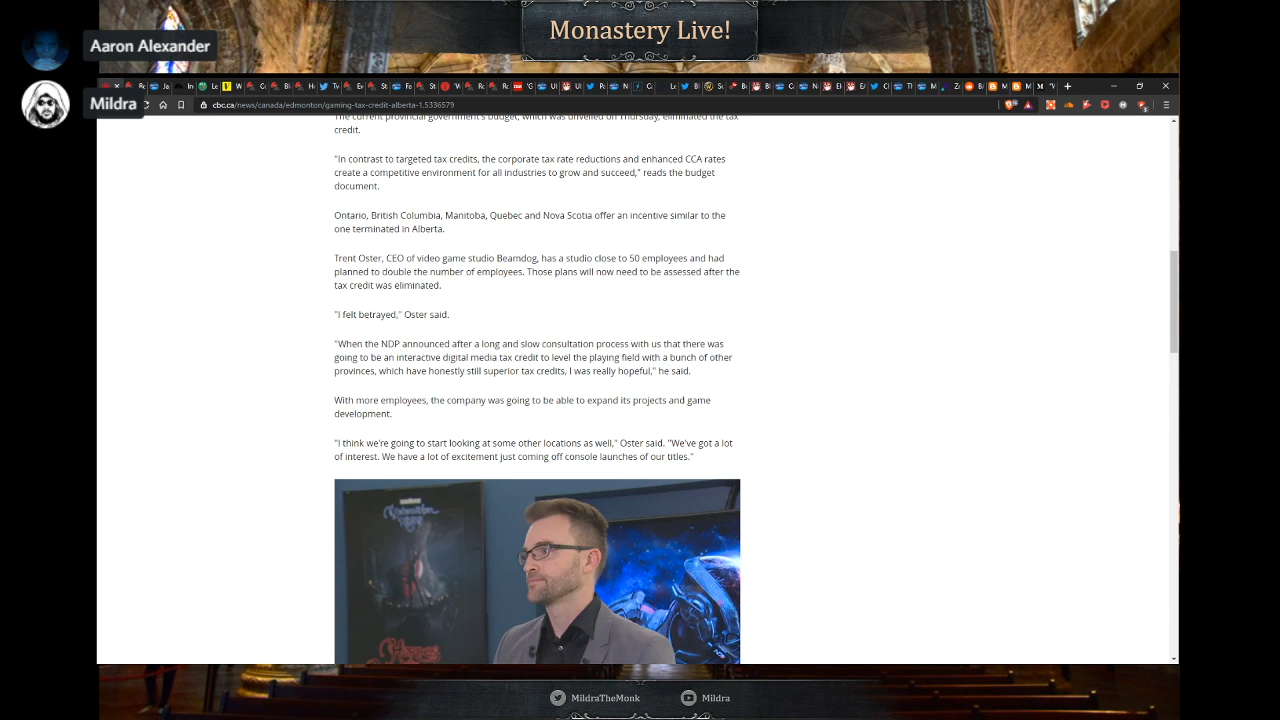 Monastery Live!
Aaron Alexander
Mildra
cbc.ca/news/canada/edmonton/gaming-tax-credit-alberta-1.5336579
The current provincial government's budget, which was unveiled on Thursday, eliminated the tax
credit.
"In contrast to targeted tax credits, the corporate tax rate reductions and enhanced CCA rates
create a competitive environment for all industries to grow and succeed," reads the budget
document.
Ontario, British Columbia, Manitoba, Quebec and Nova Scotia offer an incentive similar to the
one terminated in Alberta.
Trent Oster, CEO of video game studio Beamdog, has a studio close to 50 employees and had
planned to double the number of employees. Those plans will now need to be assessed after the
tax credit was eliminated.
"I felt betrayed," Oster said.
"When the NDP announced after a long and slow consultation process with us that there was
going to be an interactive digital media tax credit to level the playing field with a bunch of other
provinces, which have honestly still superior tax credits, I was really hopeful," he said.
With more employees, the company was going to be able to expand its projects and game
development.
"I think we're going to start looking at some other locations as well," Oster said. "We've got a lot
of interest. We have a lot of excitement just coming off console launches of our titles."
MildraTheMonk
Mildra